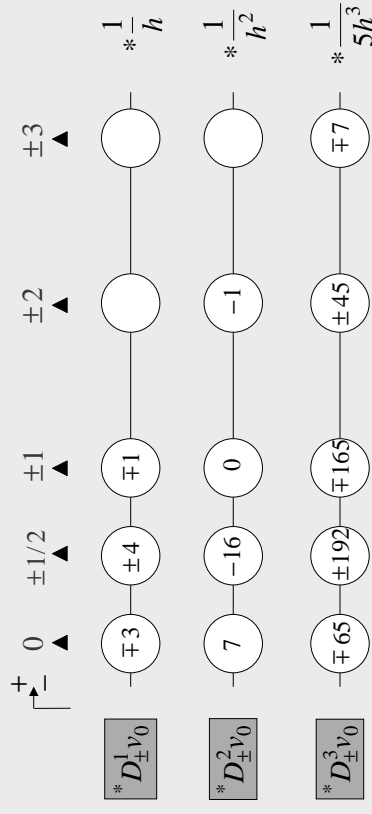 +
−
0 ±1/2 ±1 ±2 ±3
*D¹±v₀ ∓3 ±4 ∓1 *1/h
*D²±v₀ 7 −16 0 −1 *1/h²
*D³±v₀ ∓65 ±192 ∓165 ±45 ∓7 *1/5h³